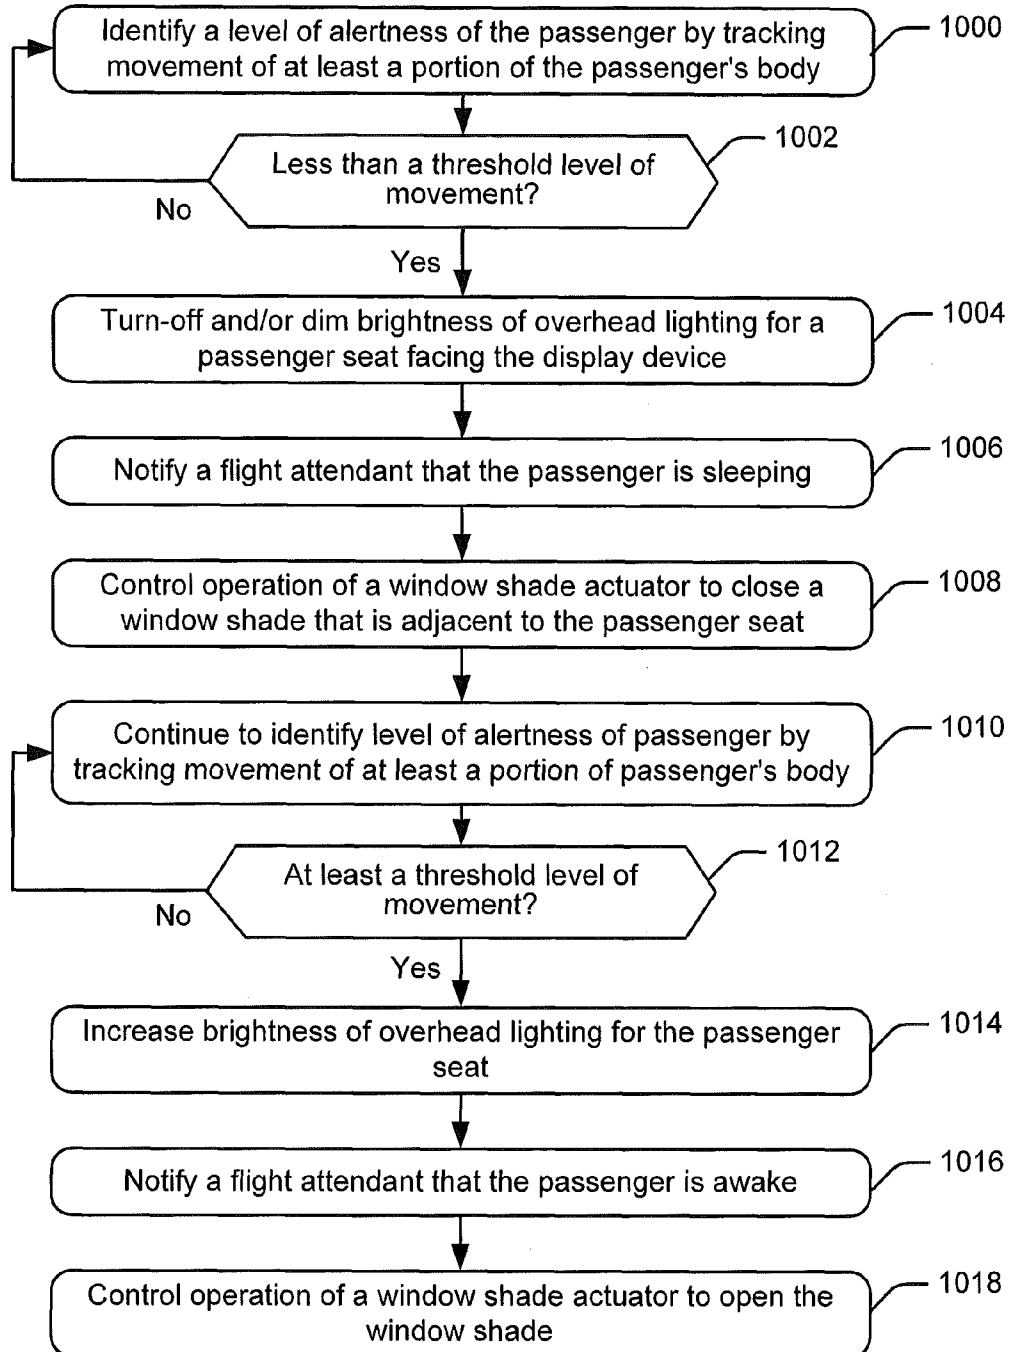 Identify a level of alertness of the passenger by tracking
movement of at least a portion of the passenger's body
1000
Less than a threshold level of
movement?
1002
No
Yes
Turn-off and/or dim brightness of overhead lighting for a
passenger seat facing the display device
1004
Notify a flight attendant that the passenger is sleeping
1006
Control operation of a window shade actuator to close a
window shade that is adjacent to the passenger seat
1008
Continue to identify level of alertness of passenger by
tracking movement of at least a portion of passenger's body
1010
At least a threshold level of
movement?
1012
No
Yes
Increase brightness of overhead lighting for the passenger
seat
1014
Notify a flight attendant that the passenger is awake
1016
Control operation of a window shade actuator to open the
window shade
1018